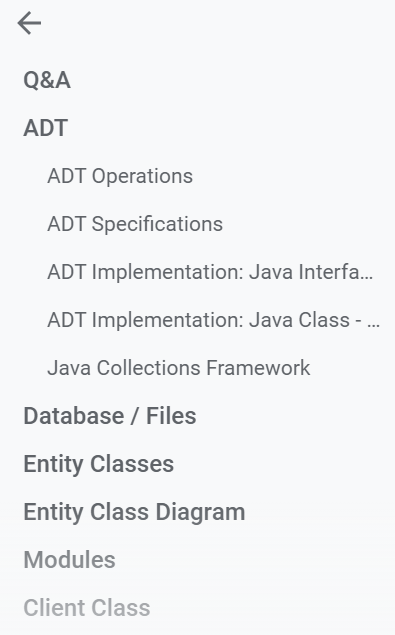 Q&A
ADT
ADT Operations
ADT Specifications
ADT Implementation: Java Interfa...
ADT Implementation: Java Class - ...
Java Collections Framework
Database / Files
Entity Classes
Entity Class Diagram
Modules
Client Class